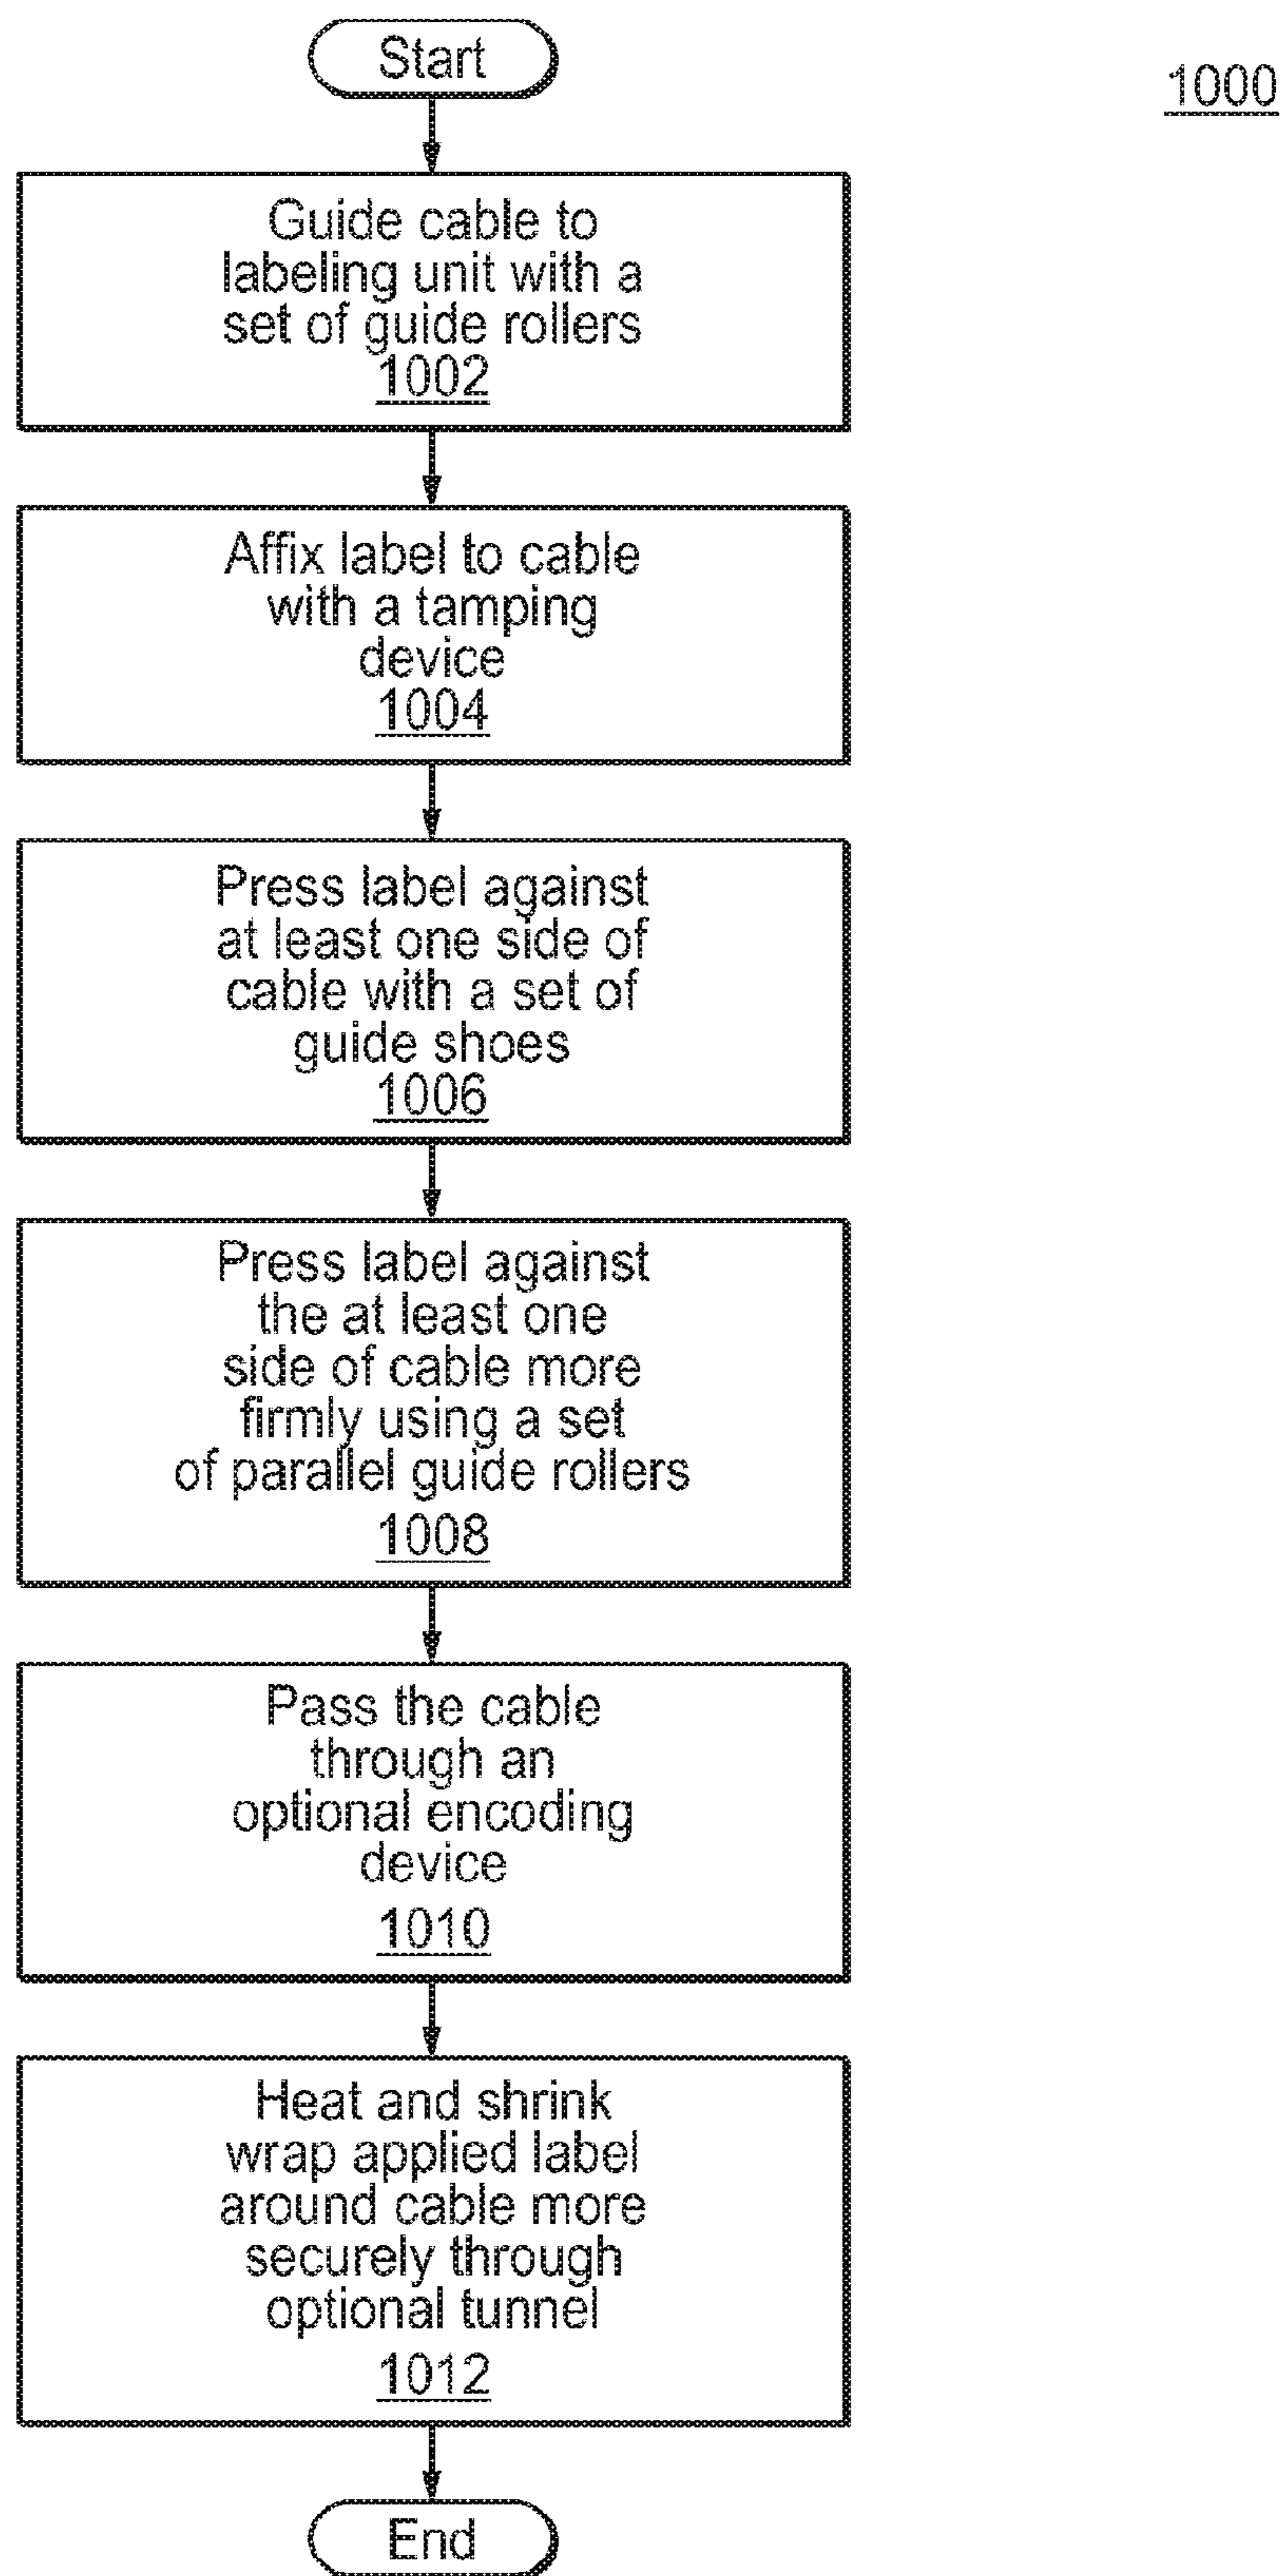 Start
1000
Guide cable to
labeling unit with a
set of guide rollers
1002
Affix label to cable
with a tamping
device
1004
Press label against
at least one side of
cable with a set of
guide shoes
1006
Press label against
the at least one
side of cable more
firmly using a set
of parallel guide rollers
1008
Pass the cable
through an
optional encoding
device
1010
Heat and shrink
wrap applied label
around cable more
securely through
optional tunnel
1012
End